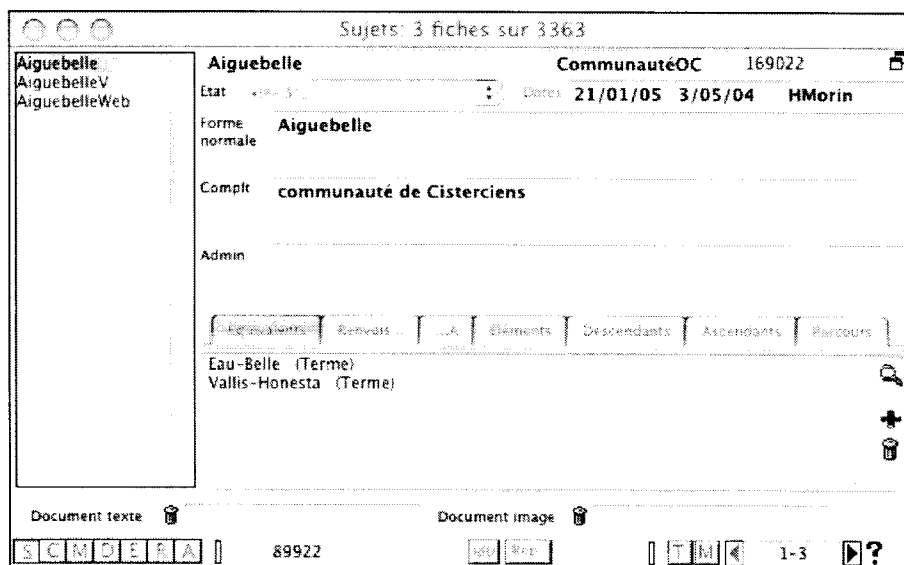 Sujets: 3 fiches sur 3363
Aiguebelle
AiguebelleV
AiguebelleWeb
Aiguebelle CommunautéOC 169022
Etat Dates 21/01/05 3/05/04 HMorin
Forme normale Aiguebelle
Complt communauté de Cisterciens
Admin
Equivalents Renvois... ...A Eléments Descendants Ascendants Parcours
Eau-Belle (Terme)
Vallis-Honesta (Terme)
Document texte Document image
S C M D E R A 89922 T M 1-3 ?